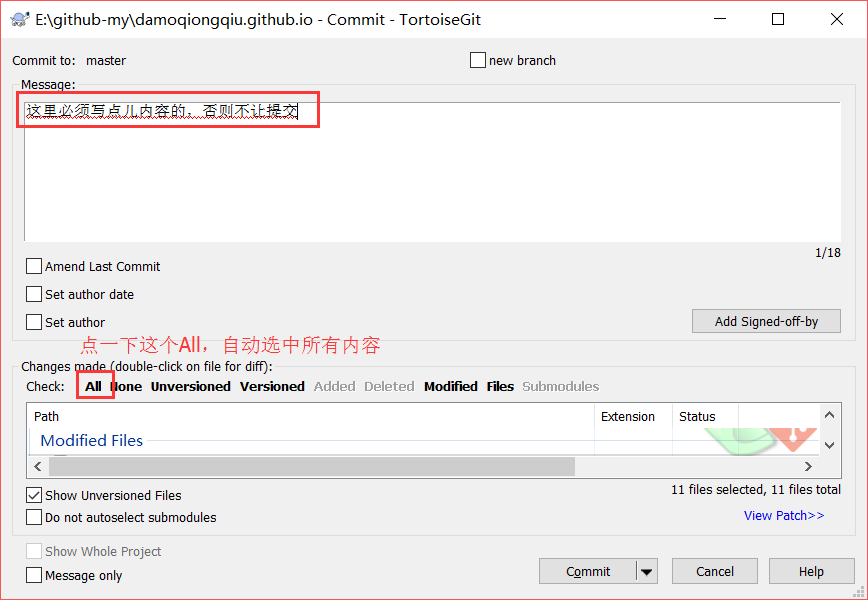 E:\github-my\damoqiongqiu.github.io - Commit - TortoiseGit
Commit to: master
new branch
Message:
这里必须写点儿内容的，否则不让提交
1/18
Amend Last Commit
Set author date
Set author
Add Signed-off-by
点一下这个All，自动选中所有内容
Changes made (double-click on file for diff):
Check: All None Unversioned Versioned Added Deleted Modified Files Submodules
Path Extension Status
Modified Files
Show Unversioned Files
11 files selected, 11 files total
Do not autoselect submodules
View Patch>>
Show Whole Project
Message only
Commit Cancel Help